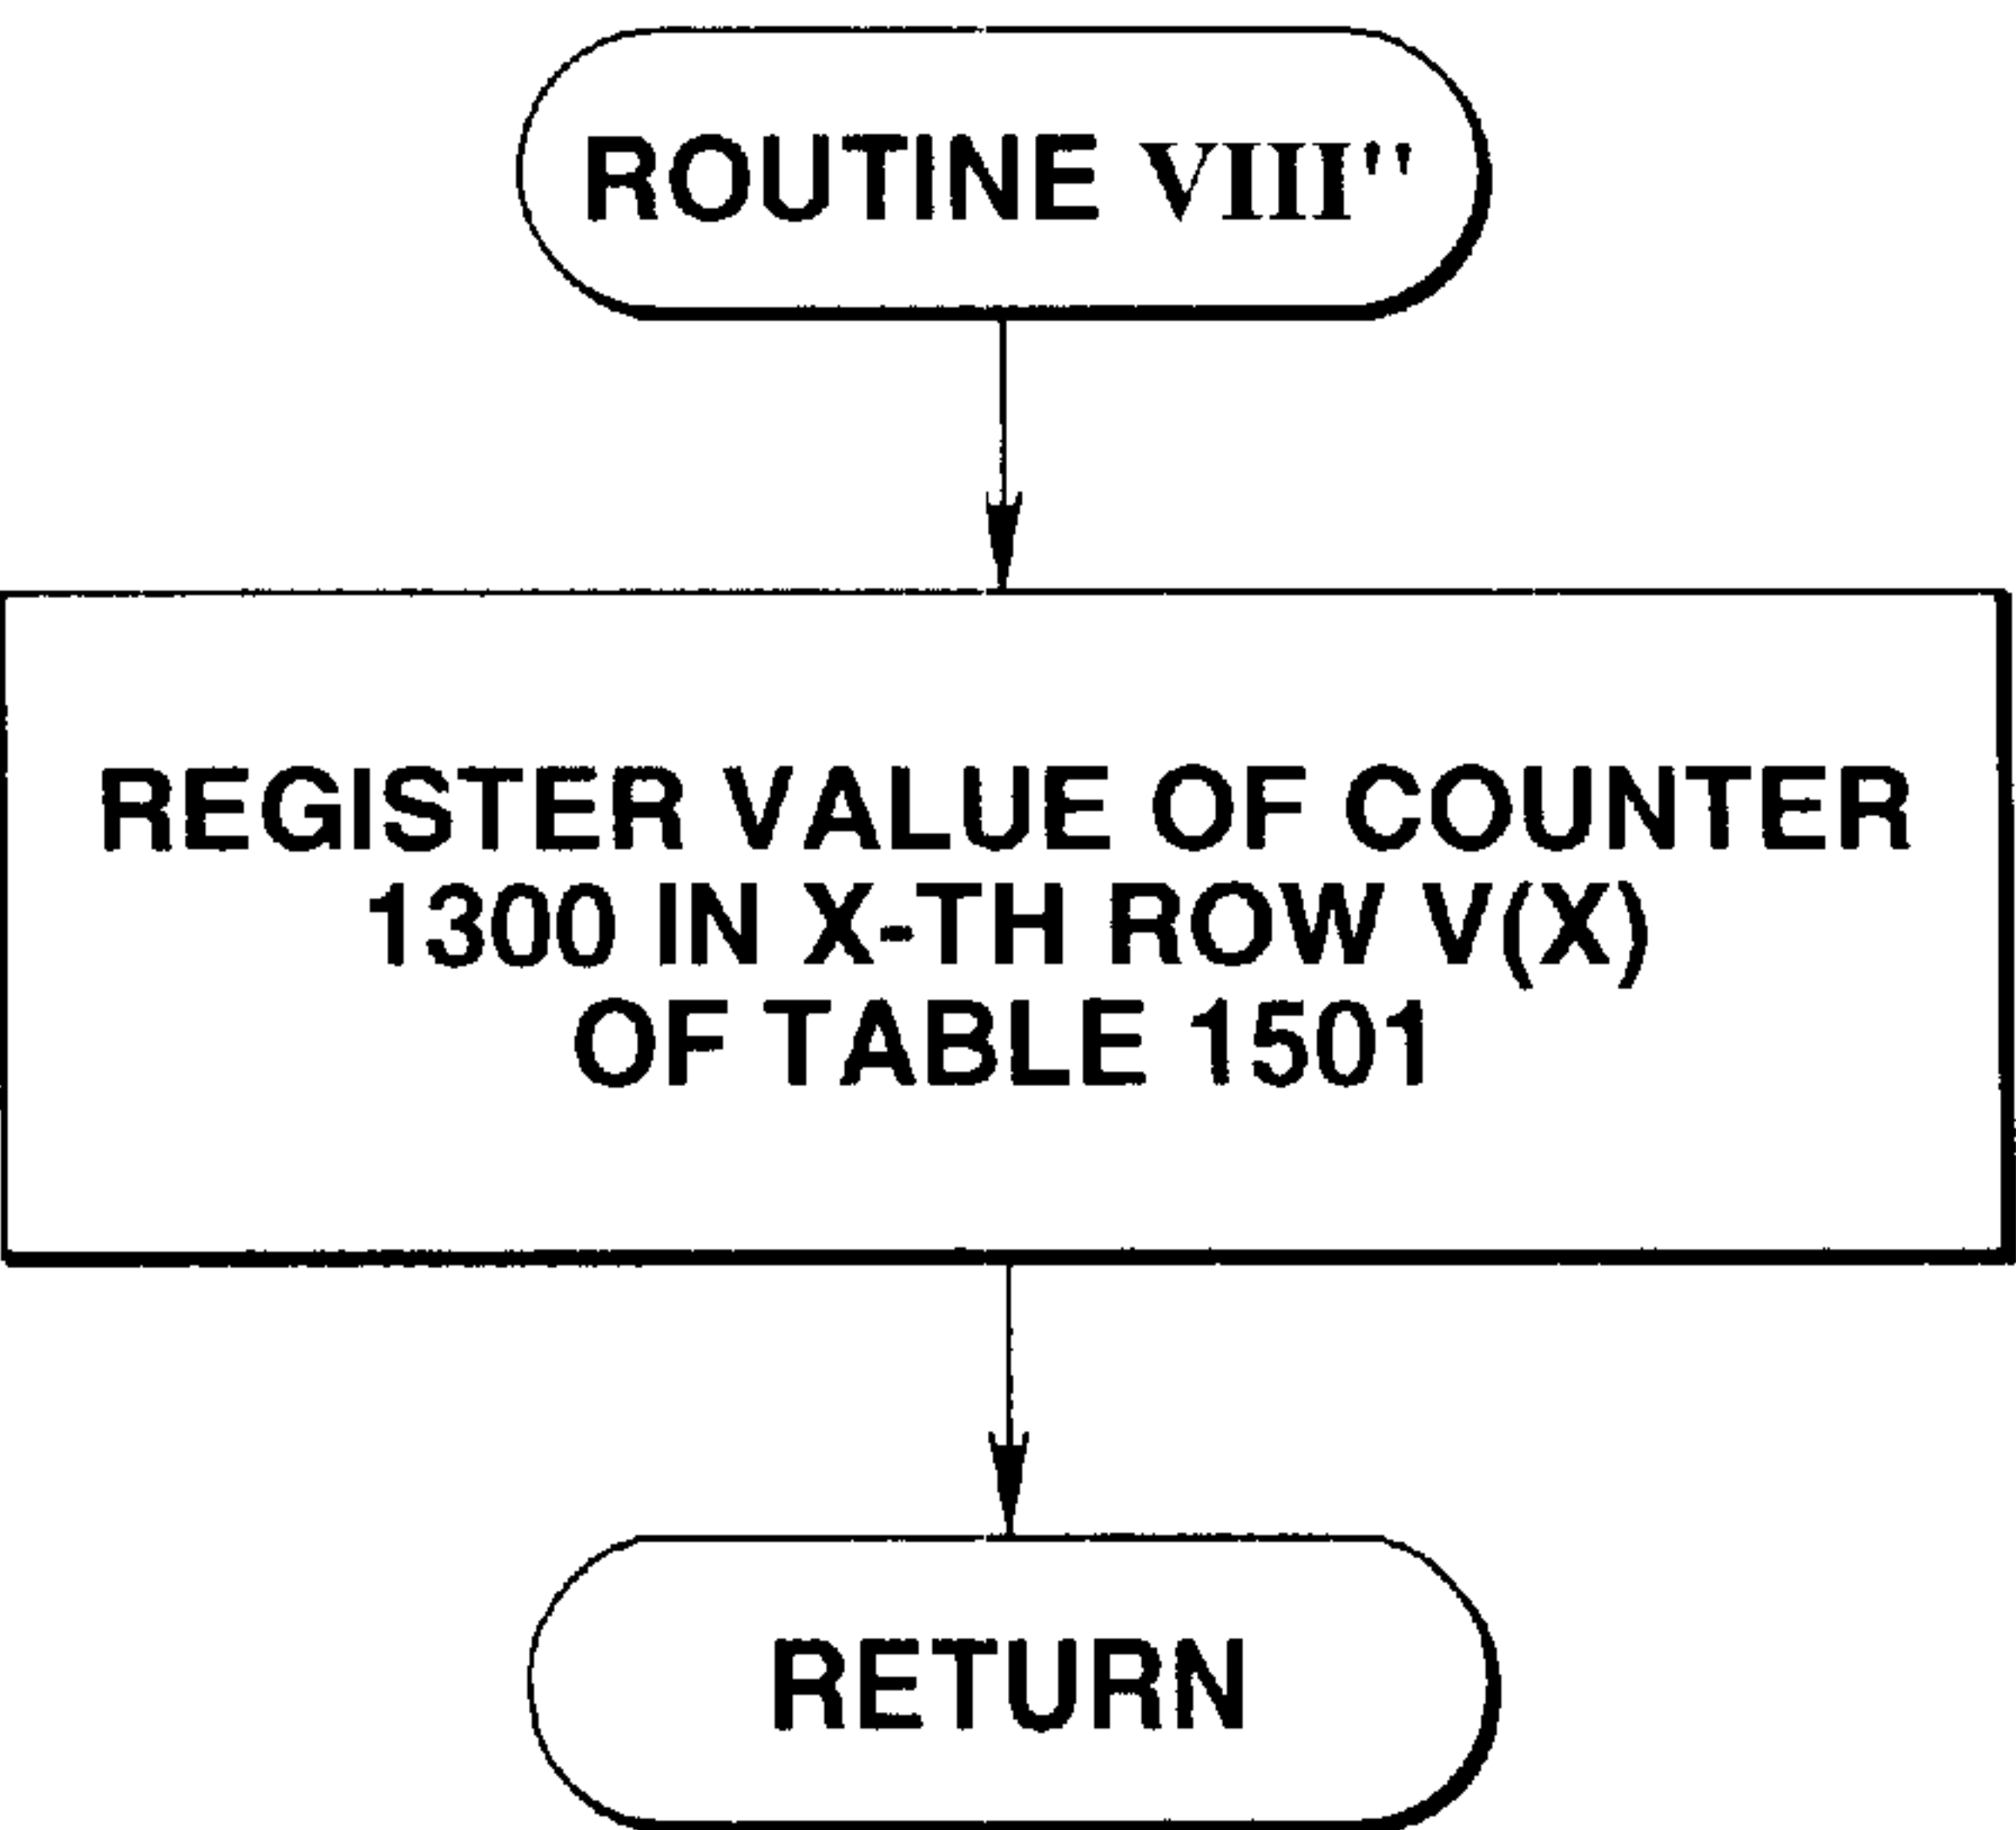 ROUTINE VIII''
REGISTER VALUE OF COUNTER
1300 IN X-TH ROW V(X)
OF TABLE 1501
RETURN